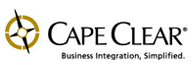 CAPE CLEAR®
Business Integration, Simplified.